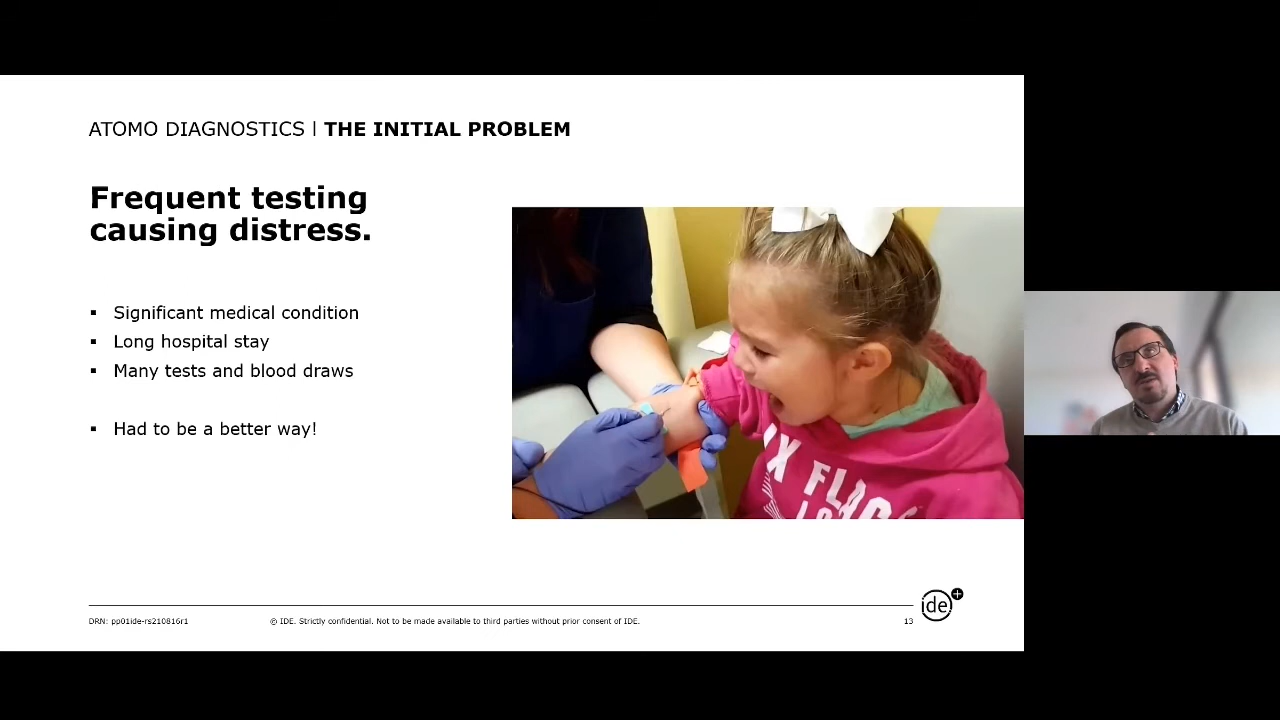 ATOMO DIAGNOSTICS | THE INITIAL PROBLEM
Frequent testing
causing distress.
▪ Significant medical condition
▪ Long hospital stay
▪ Many tests and blood draws
▪ Had to be a better way!
X FLAGS
ide+
DRN: pp01ide-rs210816r1
© IDE. Strictly confidential. Not to be made available to third parties without prior consent of IDE.
13